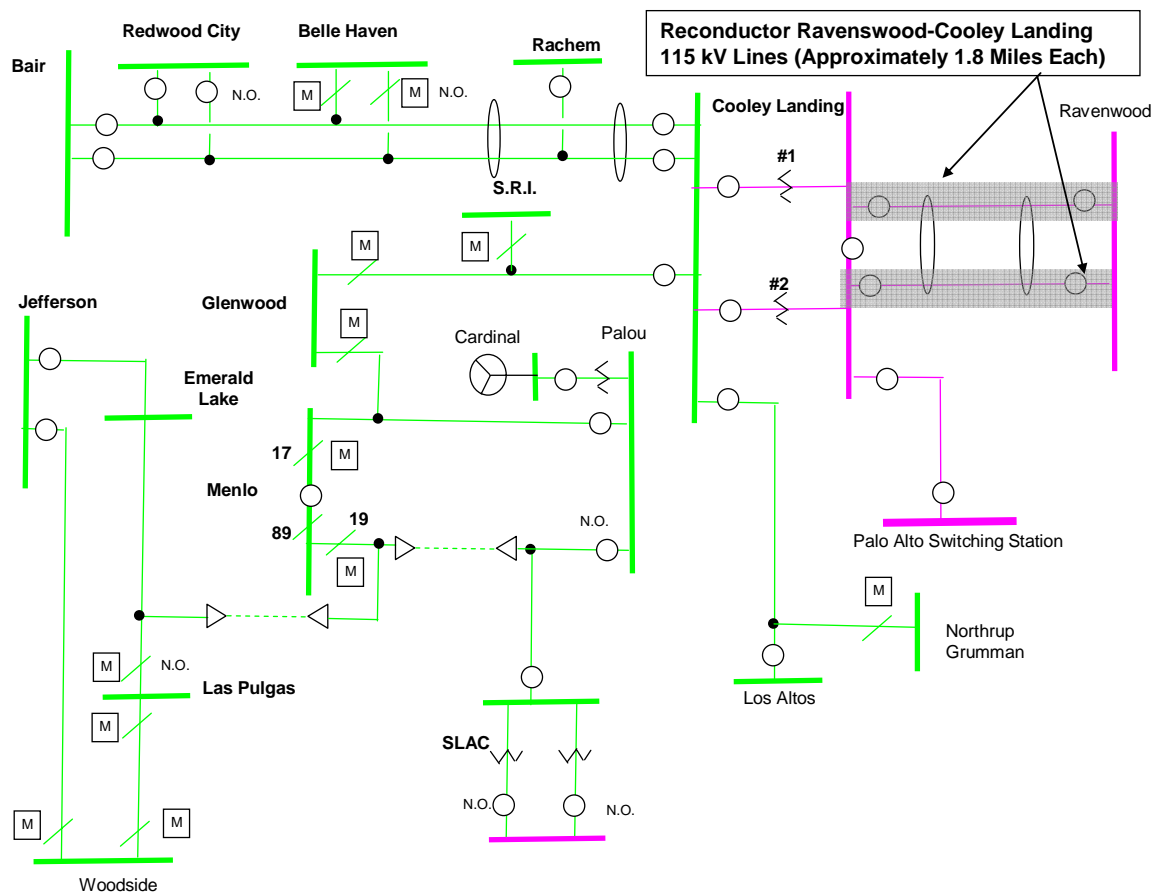 Redwood City
Belle Haven
Rachem
Reconductor Ravenswood-Cooley Landing
115 kV Lines (Approximately 1.8 Miles Each)
Bair
N.O.
M
M
N.O.
Cooley Landing
Ravenwood
#1
S.R.I.
M
M
Jefferson
Glenwood
#2
M
Cardinal
Palou
Emerald
Lake
17
M
Menlo
89
19
N.O.
M
Palo Alto Switching Station
M
Northrup
Grumman
M
N.O.
Las Pulgas
Los Altos
M
SLAC
N.O.
N.O.
M
M
Woodside